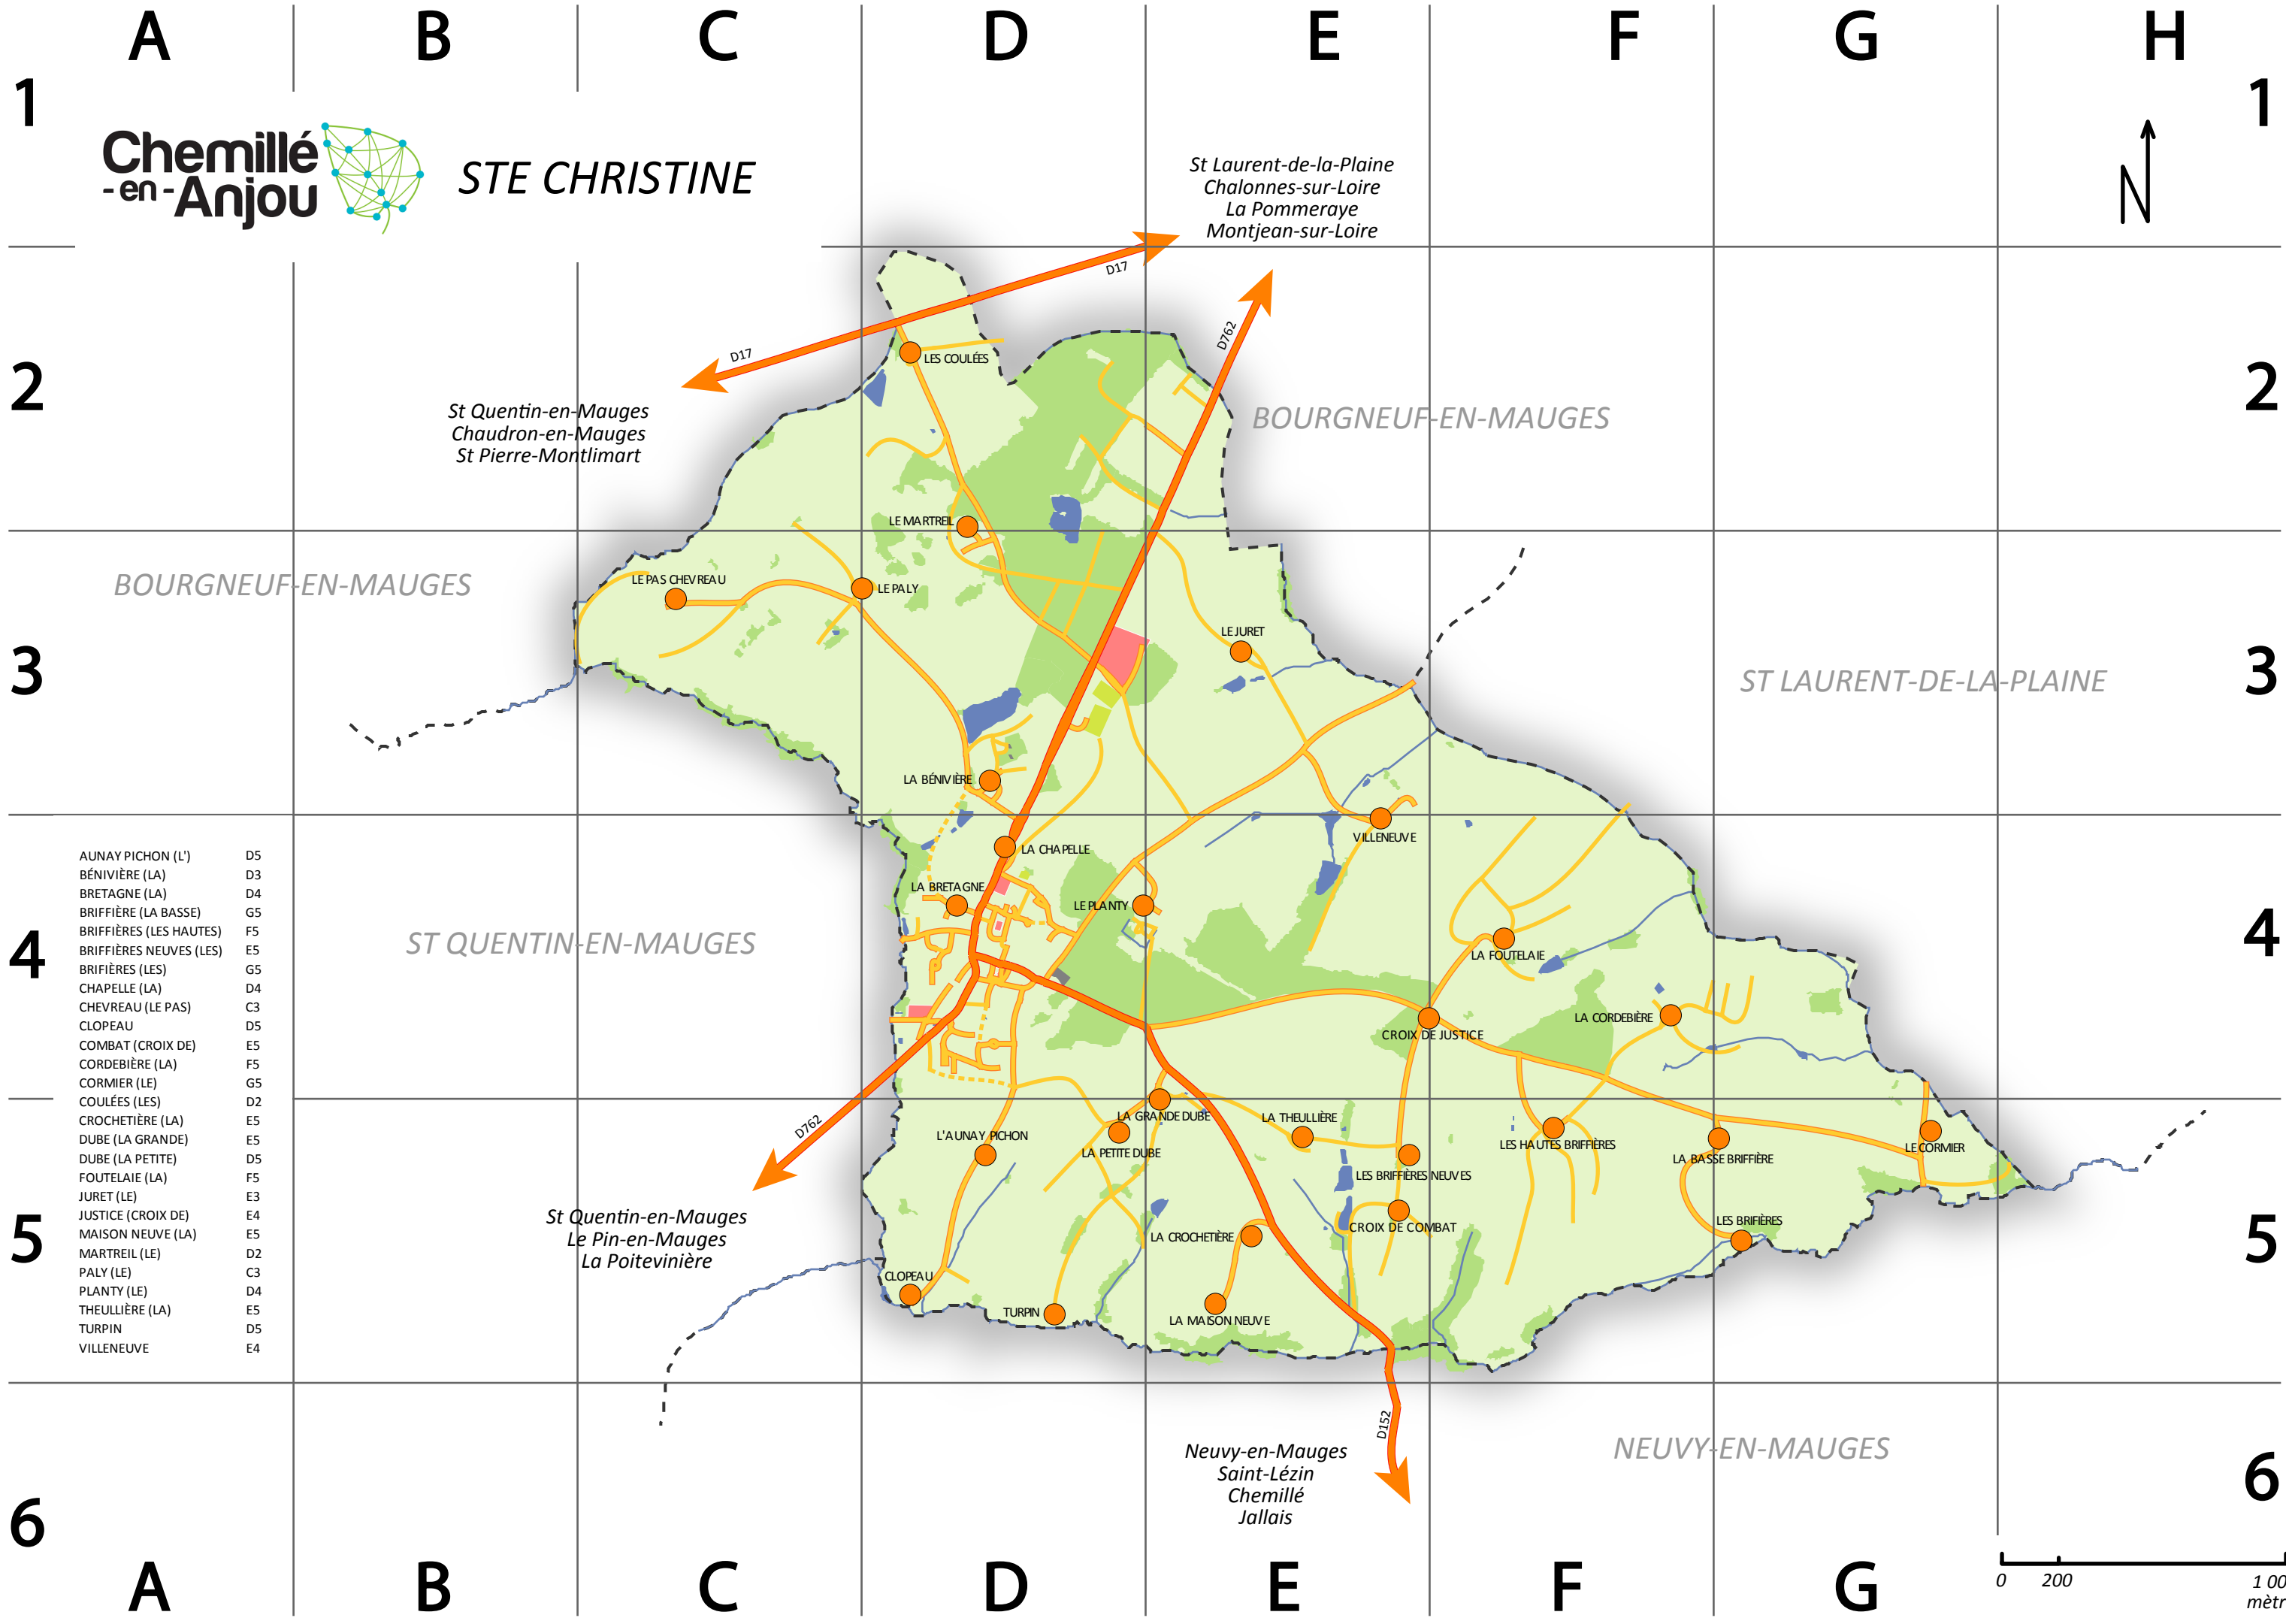 A B C D E F G H
1 1
Chemillé
- en -
Anjou
STE CHRISTINE
St Laurent-de-la-Plaine
Chalonnes-sur-Loire
La Pommeraye
Montjean-sur-Loire
N
D17
D17
D762
2 2
LES COULÉES
St Quentin-en-Mauges
Chaudron-en-Mauges
St Pierre-Montlimart
BOURGNEUF-EN-MAUGES
LE MARTREIL
BOURGNEUF-EN-MAUGES
LE PAS CHEVREAU
LE PALY
LE JURET
3 3
ST LAURENT-DE-LA-PLAINE
LA BÉNIVIÈRE
VILLENEUVE
LA CHAPELLE
LA BRETAGNE
LE PLANTY
4 4
ST QUENTIN-EN-MAUGES
LA FOUTELAIE
LA CORDEBIÈRE
CROIX DE JUSTICE
AUNAY PICHON (L') D5
BÉNIVIÈRE (LA) D3
BRETAGNE (LA) D4
BRIFFIÈRE (LA BASSE) G5
BRIFFIÈRES (LES HAUTES) F5
BRIFFIÈRES NEUVES (LES) E5
BRIFIÈRES (LES) G5
CHAPELLE (LA) D4
CHEVREAU (LE PAS) C3
CLOPEAU D5
COMBAT (CROIX DE) E5
CORDEBIÈRE (LA) F5
CORMIER (LE) G5
COULÉES (LES) D2
CROCHETIÈRE (LA) E5
DUBE (LA GRANDE) E5
DUBE (LA PETITE) D5
FOUTELAIE (LA) F5
JURET (LE) E3
JUSTICE (CROIX DE) E4
MAISON NEUVE (LA) E5
MARTREIL (LE) D2
PALY (LE) C3
PLANTY (LE) D4
THEULLIÈRE (LA) E5
TURPIN D5
VILLENEUVE E4
D762
LA GRANDE DUBE
LA THEULLIÈRE
L'AUNAY PICHON
LA PETITE DUBE
LES HAUTES BRIFFIÈRES
LE CORMIER
LA BASSE BRIFFIÈRE
LES BRIFFIÈRES NEUVES
St Quentin-en-Mauges
Le Pin-en-Mauges
La Poitevinière
5 5
CROIX DE COMBAT
LES BRIFIÈRES
LA CROCHETIÈRE
CLOPEAU
TURPIN
LA MAISON NEUVE
D152
Neuvy-en-Mauges
Saint-Lézin
Chemillé
Jallais
NEUVY-EN-MAUGES
6 6
A B C D E F G
0 200 1 00
mètr